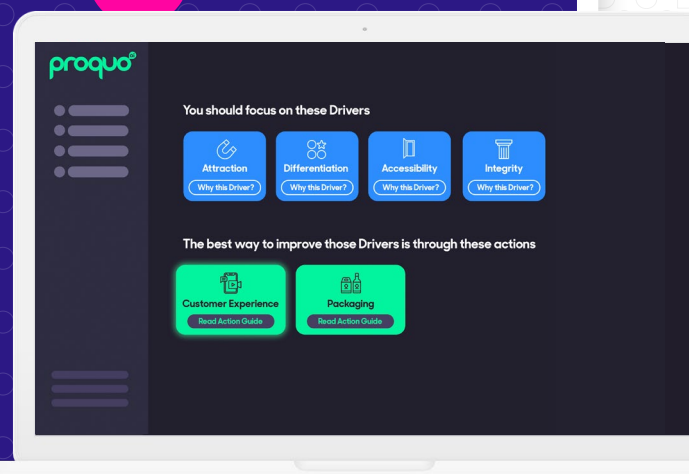 proquo
You should focus on these Drivers
Attraction
Why this Driver?
Differentiation
Why this Driver?
Accessibility
Why this Driver?
Integrity
Why this Driver?
The best way to improve those Drivers is through these actions
Customer Experience
Read Action Guide
Packaging
Read Action Guide